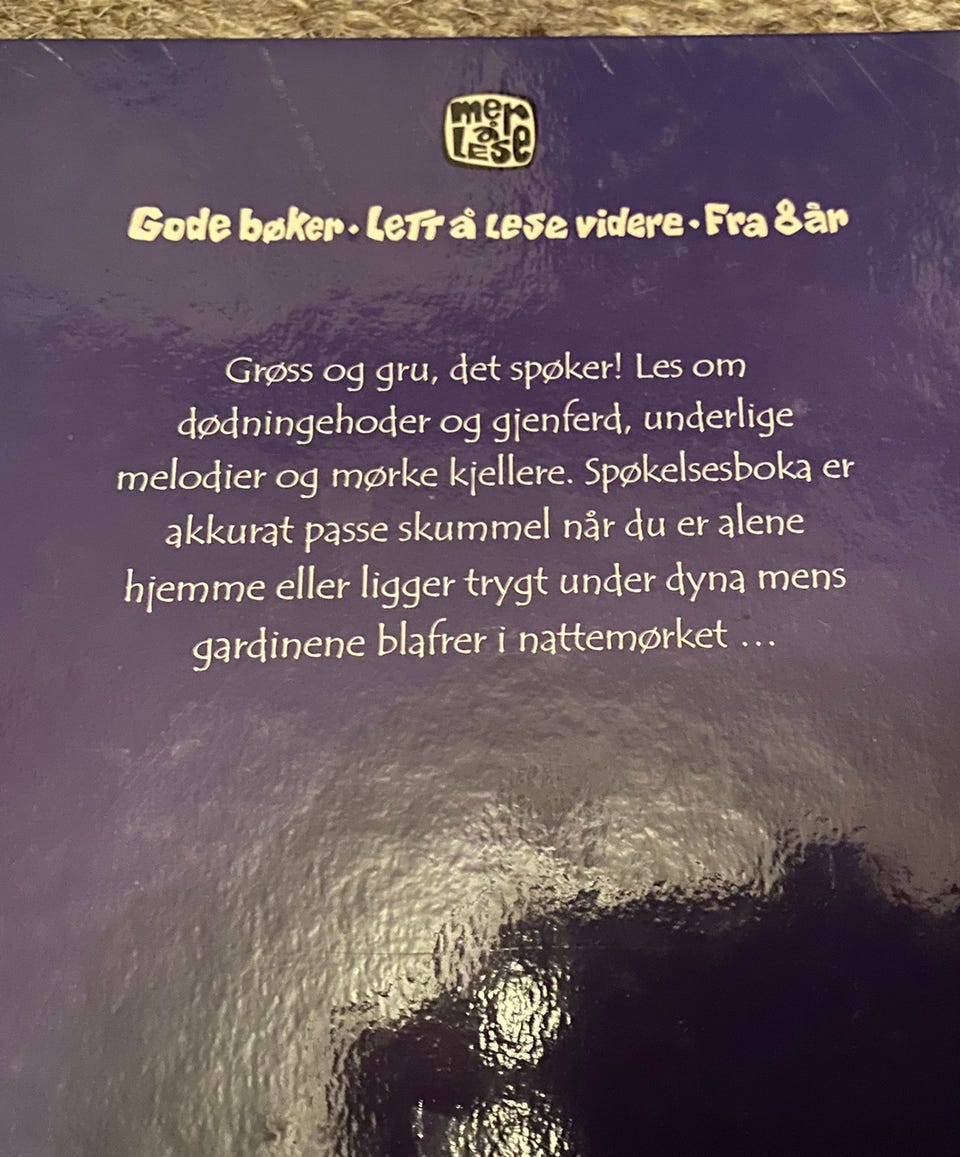 mer
å
LESE
Gode bøker • Lett å lese videre • Fra 8 år
Grøss og gru, det spøker! Les om
dødningehoder og gjenferd, underlige
melodier og mørke kjellere. Spøkelsesboka er
akkurat passe skummel når du er alene
hjemme eller ligger trygt under dyna mens
gardinene blafrer i nattemørket ...